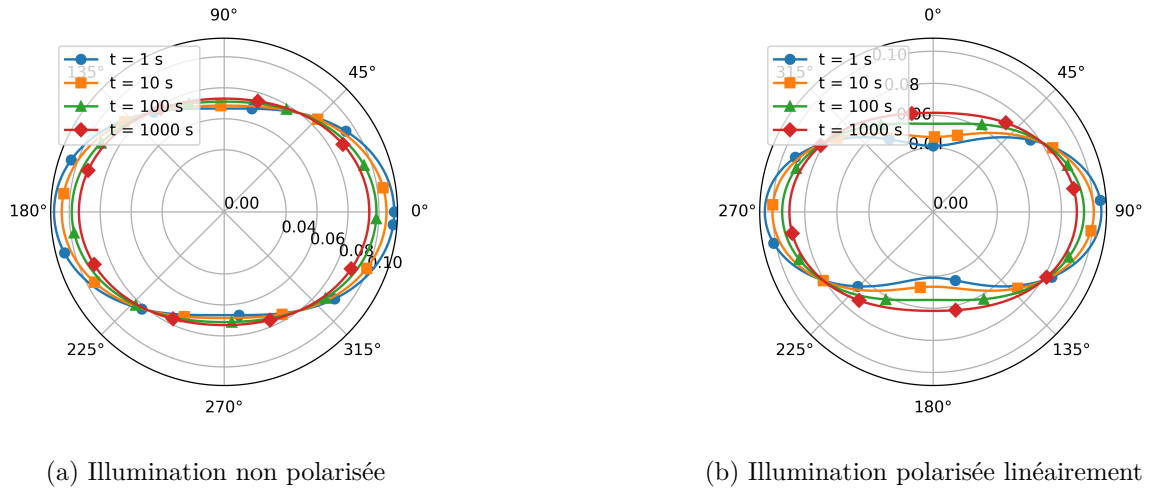 90°
45°
135°
t = 1 s
t = 10 s
t = 100 s
t = 1000 s
180°
0°
0.00
0.04
0.06
0.08
0.10
225°
315°
270°
(a) Illumination non polarisée
0°
45°
315°
0.10
t = 1 s
t = 10 s
t = 100 s
t = 1000 s
270°
90°
0.00
225°
135°
180°
(b) Illumination polarisée linéairement